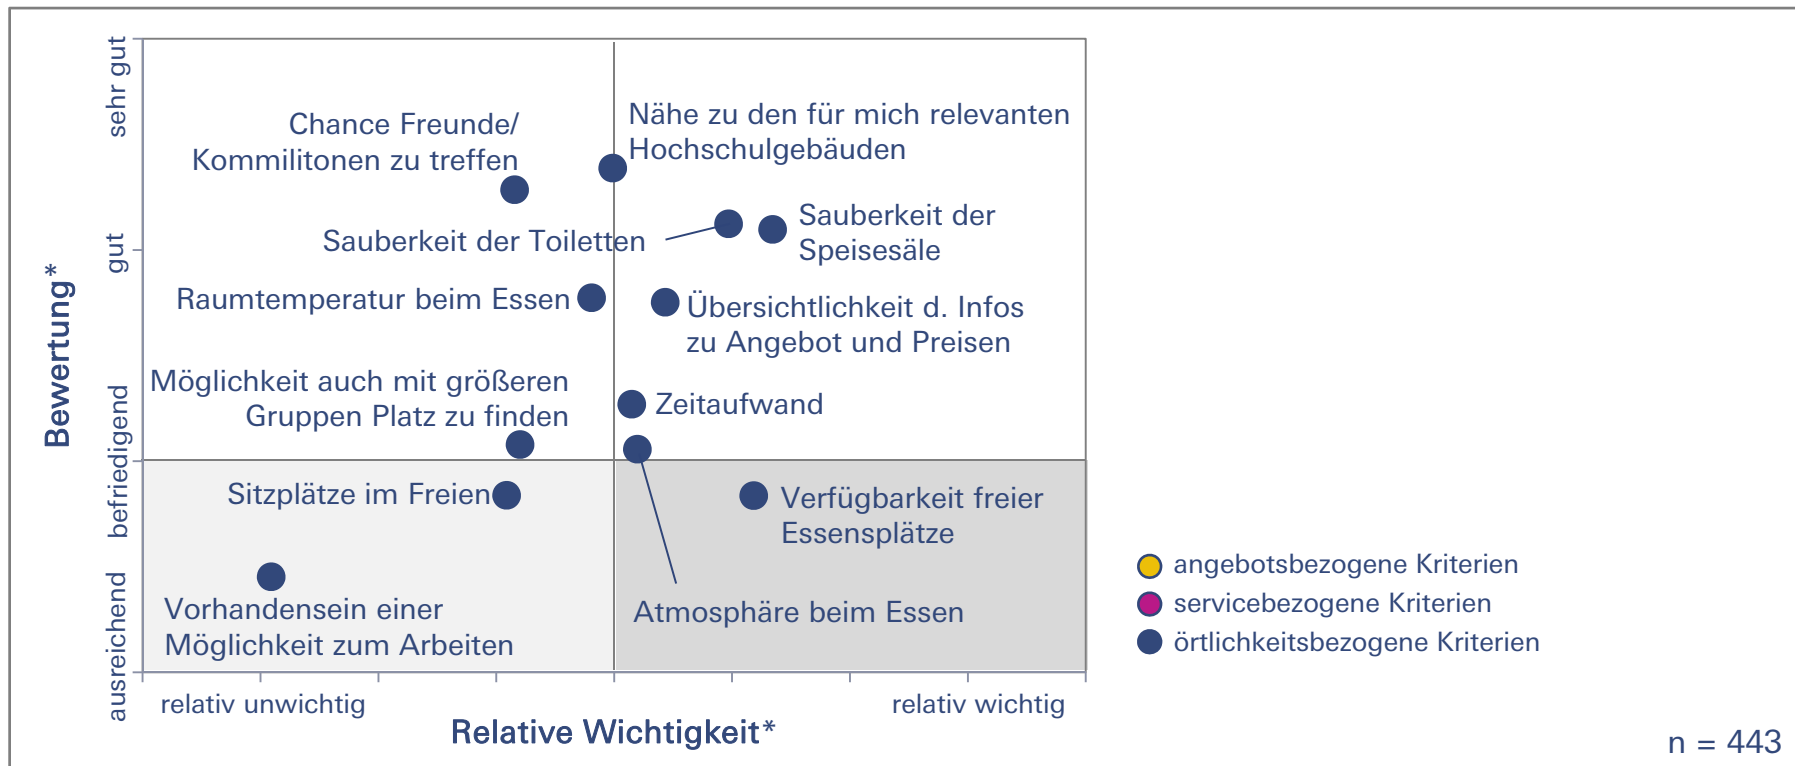 Bewertung*
sehr gut
gut
befriedigend
ausreichend
Chance Freunde/
Kommilitonen zu treffen
Nähe zu den für mich relevanten
Hochschulgebäuden
Sauberkeit der Toiletten
Sauberkeit der
Speisesäle
Raumtemperatur beim Essen
Übersichtlichkeit d. Infos
zu Angebot und Preisen
Möglichkeit auch mit größeren
Gruppen Platz zu finden
Zeitaufwand
Sitzplätze im Freien
Verfügbarkeit freier
Essensplätze
Vorhandensein einer
Möglichkeit zum Arbeiten
Atmosphäre beim Essen
angebotsbezogene Kriterien
servicebezogene Kriterien
örtlichkeitsbezogene Kriterien
relativ unwichtig
relativ wichtig
Relative Wichtigkeit*
n = 443